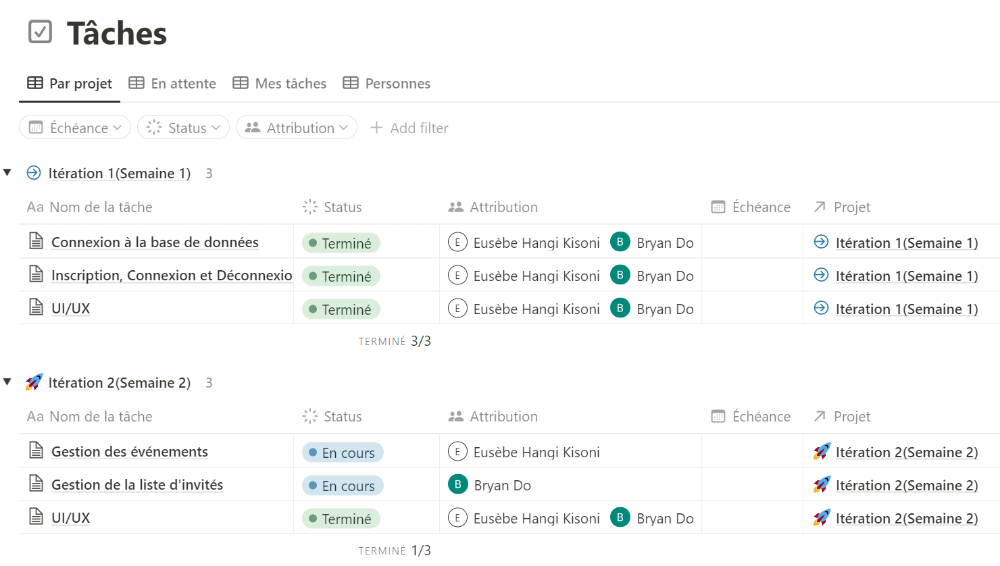 Tâches
Par projet En attente Mes tâches Personnes
Échéance Status Attribution + Add filter
Itération 1(Semaine 1) 3
Aa Nom de la tâche Status Attribution Échéance Projet
Connexion à la base de données Terminé E Eusèbe Hangi Kisoni B Bryan Do Itération 1(Semaine 1)
Inscription, Connexion et Déconnexio Terminé E Eusèbe Hangi Kisoni B Bryan Do Itération 1(Semaine 1)
UI/UX Terminé E Eusèbe Hangi Kisoni B Bryan Do Itération 1(Semaine 1)
TERMINÉ 3/3
Itération 2(Semaine 2) 3
Aa Nom de la tâche Status Attribution Échéance Projet
Gestion des événements En cours E Eusèbe Hangi Kisoni Itération 2(Semaine 2)
Gestion de la liste d'invités En cours B Bryan Do Itération 2(Semaine 2)
UI/UX Terminé E Eusèbe Hangi Kisoni B Bryan Do Itération 2(Semaine 2)
TERMINÉ 1/3